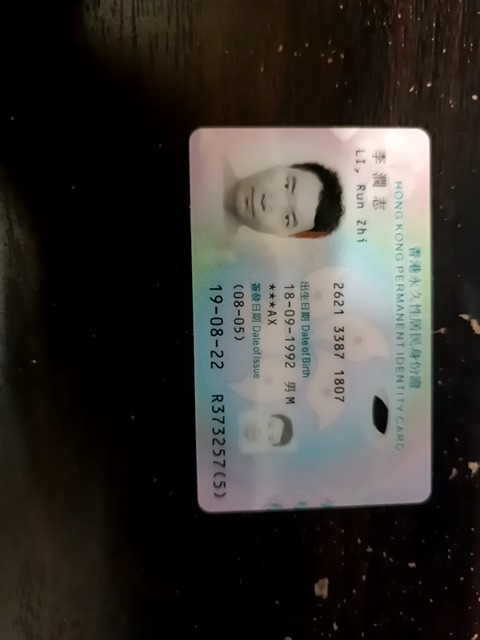 香港永久性居民身份證
HONG KONG PERMANENT IDENTITY CARD
李潤志
LI, Run Zhi
2621 3387 1807
出生日期 Date of Birth
18-09-1992 男 M
***AX
簽發日期 Date of Issue
(08-05)
19-08-22 R373257(5)